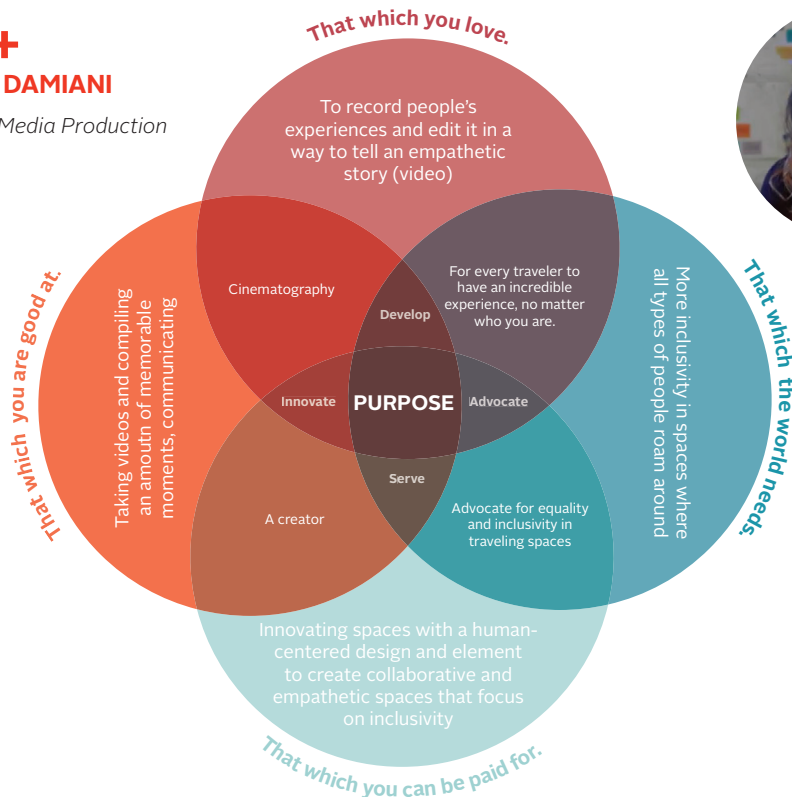 +
DAMIANI
Media Production
That which you love.
To record people's
experiences and edit it in a
way to tell an empathetic
story (video)
That which you are good at.
Taking videos and compiling
an amoutn of memorable
moments, communicating
Cinematography
For every traveler to
have an incredible
experience, no matter
who you are.
More inclusivity in spaces where
all types of people roam around
That which the world needs.
Develop
Innovate
PURPOSE
Advocate
Serve
A creator
Advocate for equality
and inclusivity in
traveling spaces
Innovating spaces with a human-
centered design and element
to create collaborative and
empathetic spaces that focus
on inclusivity
That which you can be paid for.